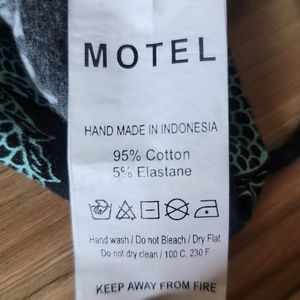 MOTEL
HAND MADE IN INDONESIA
95% Cotton
5% Elastane
Hand wash / Do not Bleach / Dry Flat
Do not dry clean / 100 C, 230 F
KEEP AWAY FROM FIRE